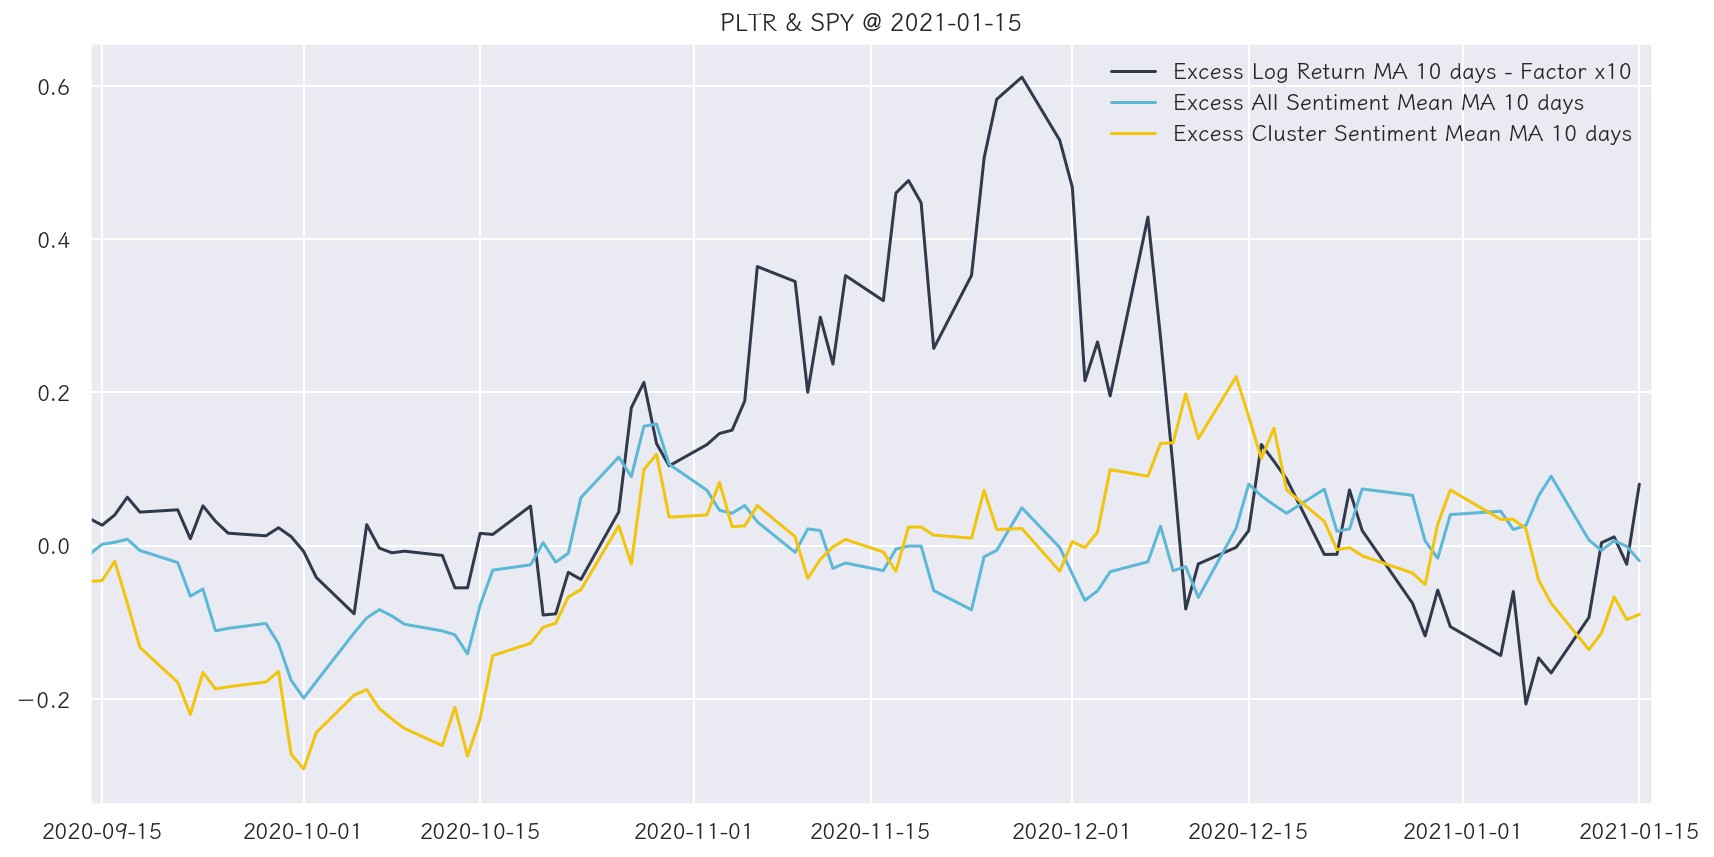 PLTR & SPY @ 2021-01-15
Excess Log Return MA 10 days - Factor x10
Excess All Sentiment Mean MA 10 days
Excess Cluster Sentiment Mean MA 10 days
0.6
0.4
0.2
0.0
−0.2
2020-09-15 2020-10-01 2020-10-15 2020-11-01 2020-11-15 2020-12-01 2020-12-15 2021-01-01 2021-01-15